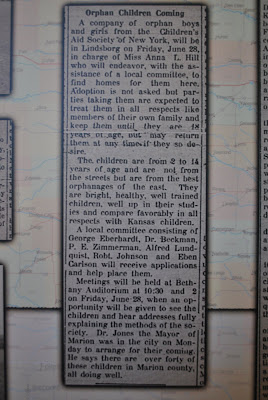 Orphan Children Coming
A company of orphan boys
and girls from the Children's
Aid Society of New York, will be
in Lindsborg on Friday, June 28,
in charge of Miss Anna L. Hill
who will endeavor, with the as-
sistance of a local committee, to
find homes for them here.
Adoption is not asked but par-
ties taking them are expected to
treat them in all respects like
members of their own family and
keep them until they are 18
years of age, but may return
them at any time if they so de-
sire.
The children are from 2 to 14
years of age and are not from
the streets but are from the best
orphanages of the east. They
are bright, healthy, well trained
children, well up in their stud-
ies and compare favorably in all
respects with Kansas children.
A local committee consisting of
George Eberhardt, Dr. Beckman,
P. E. Zimmerman, Alfred Lund-
quist, Robt. Johnson and Eben
Carlson will receive applications
and help place them.
Meetings will be held at Beth-
any Auditorium at 10:30 and 2
on Friday, June 28, when an op-
portunity will be given to see the
children and hear addresses fully
explaining the methods of the so-
ciety. Dr. Jones the Mayor of
Marion was in the city on Mon-
day to arrange for their coming.
He says there are over forty of
these children in Marion county,
all doing well.